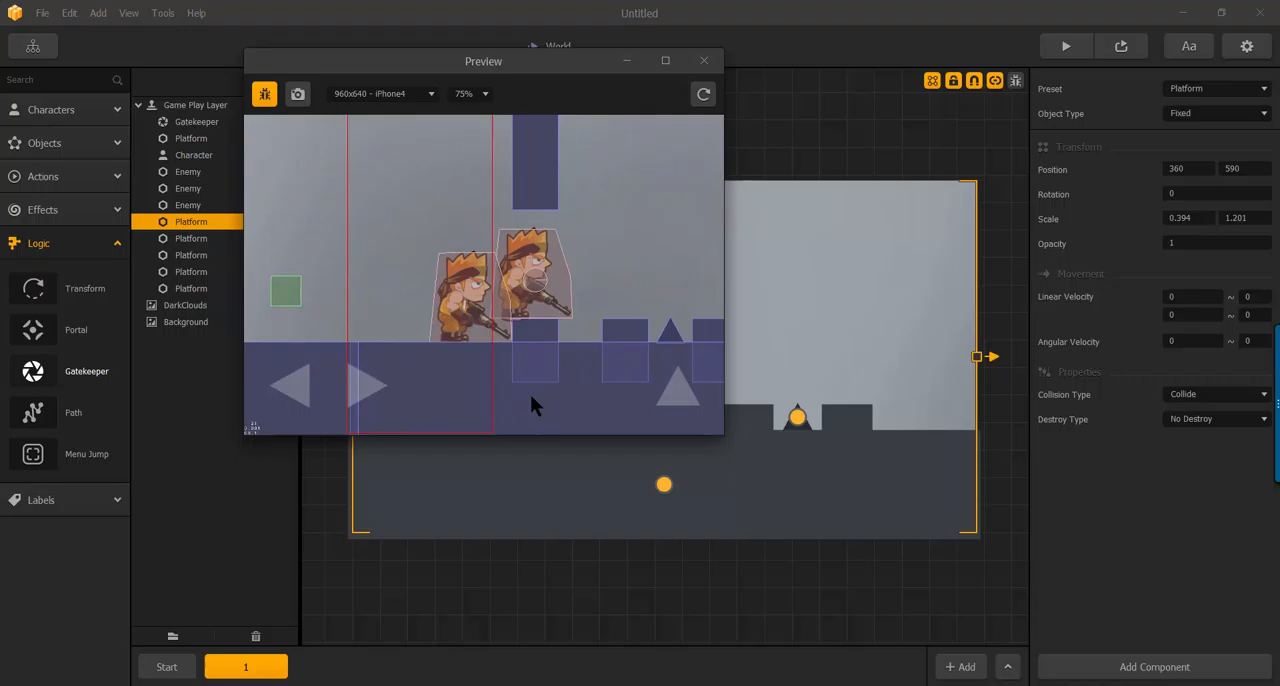 File Edit Add View Tools Help
Untitled
Aa
World
Search
Characters
Objects
Actions
Effects
Logic
Transform
Portal
Gatekeeper
Path
Menu Jump
Labels
Game Play Layer
Gatekeeper
Platform
Character
Enemy
Enemy
Enemy
Platform
Platform
Platform
Platform
Platform
DarkClouds
Background
Preview
960x640 - iPhone4
75%
Preset Platform
Object Type Fixed
Transform
Position 360 590
Rotation 0
Scale 0.394 1.201
Opacity 1
Movement
Linear Velocity 0 ~ 0
0 ~ 0
Angular Velocity 0 ~ 0
Properties
Collision Type Collide
Destroy Type No Destroy
Start
1
+ Add
Add Component